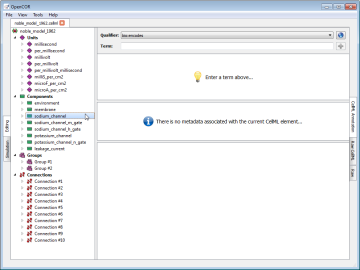 OpenCOR
File View Tools Help
noble_model_1962.cellml
noble_model_1962
Units
millisecond
per_millisecond
millivolt
per_millivolt
per_millivolt_millisecond
milliS_per_cm2
microF_per_cm2
microA_per_cm2
Components
environment
membrane
sodium_channel
sodium_channel_m_gate
sodium_channel_h_gate
potassium_channel
potassium_channel_n_gate
leakage_current
Groups
Group #1
Group #2
Connections
Connection #1
Connection #2
Connection #3
Connection #4
Connection #5
Connection #6
Connection #7
Connection #8
Connection #9
Connection #10
Qualifier: bio:encodes
Term:
Enter a term above...
There is no metadata associated with the current CellML element...
Editing
Simulation
CellML Annotation
Raw CellML
Raw